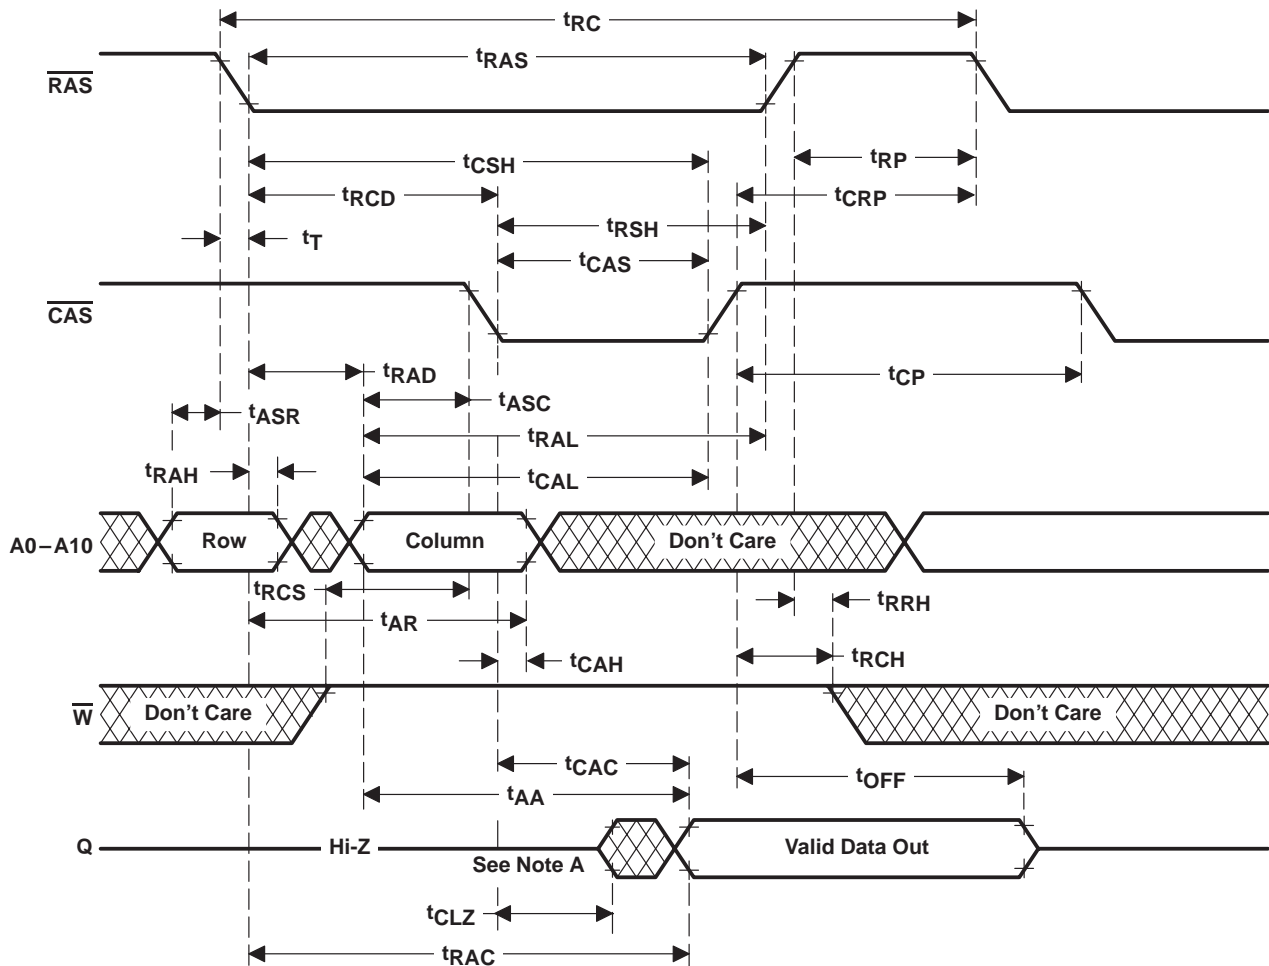 tRC
tRAS
RAS
tCSH
tRP
tRCD
tCRP
tRSH
tT
tCAS
CAS
tRAD
tCP
tASC
tASR
tRAL
tRAH
tCAL
A0–A10
Row
Column
Don't Care
tRCS
tRRH
tAR
tCAH
tRCH
W
Don't Care
Don't Care
tCAC
tOFF
tAA
Q
Hi-Z
See Note A
Valid Data Out
tCLZ
tRAC